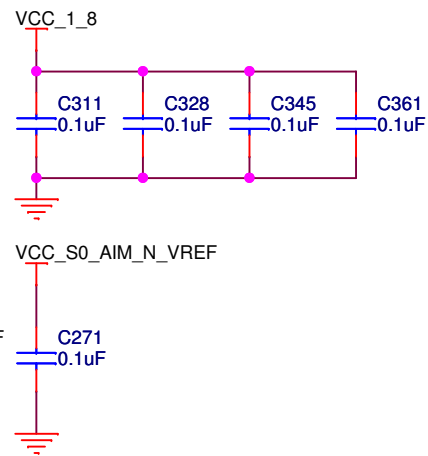 VCC_1_8
C311 C328 C345 C361
0.1uF 0.1uF 0.1uF 0.1uF
VCC_S0_AIM_N_VREF
C271
F
0.1uF